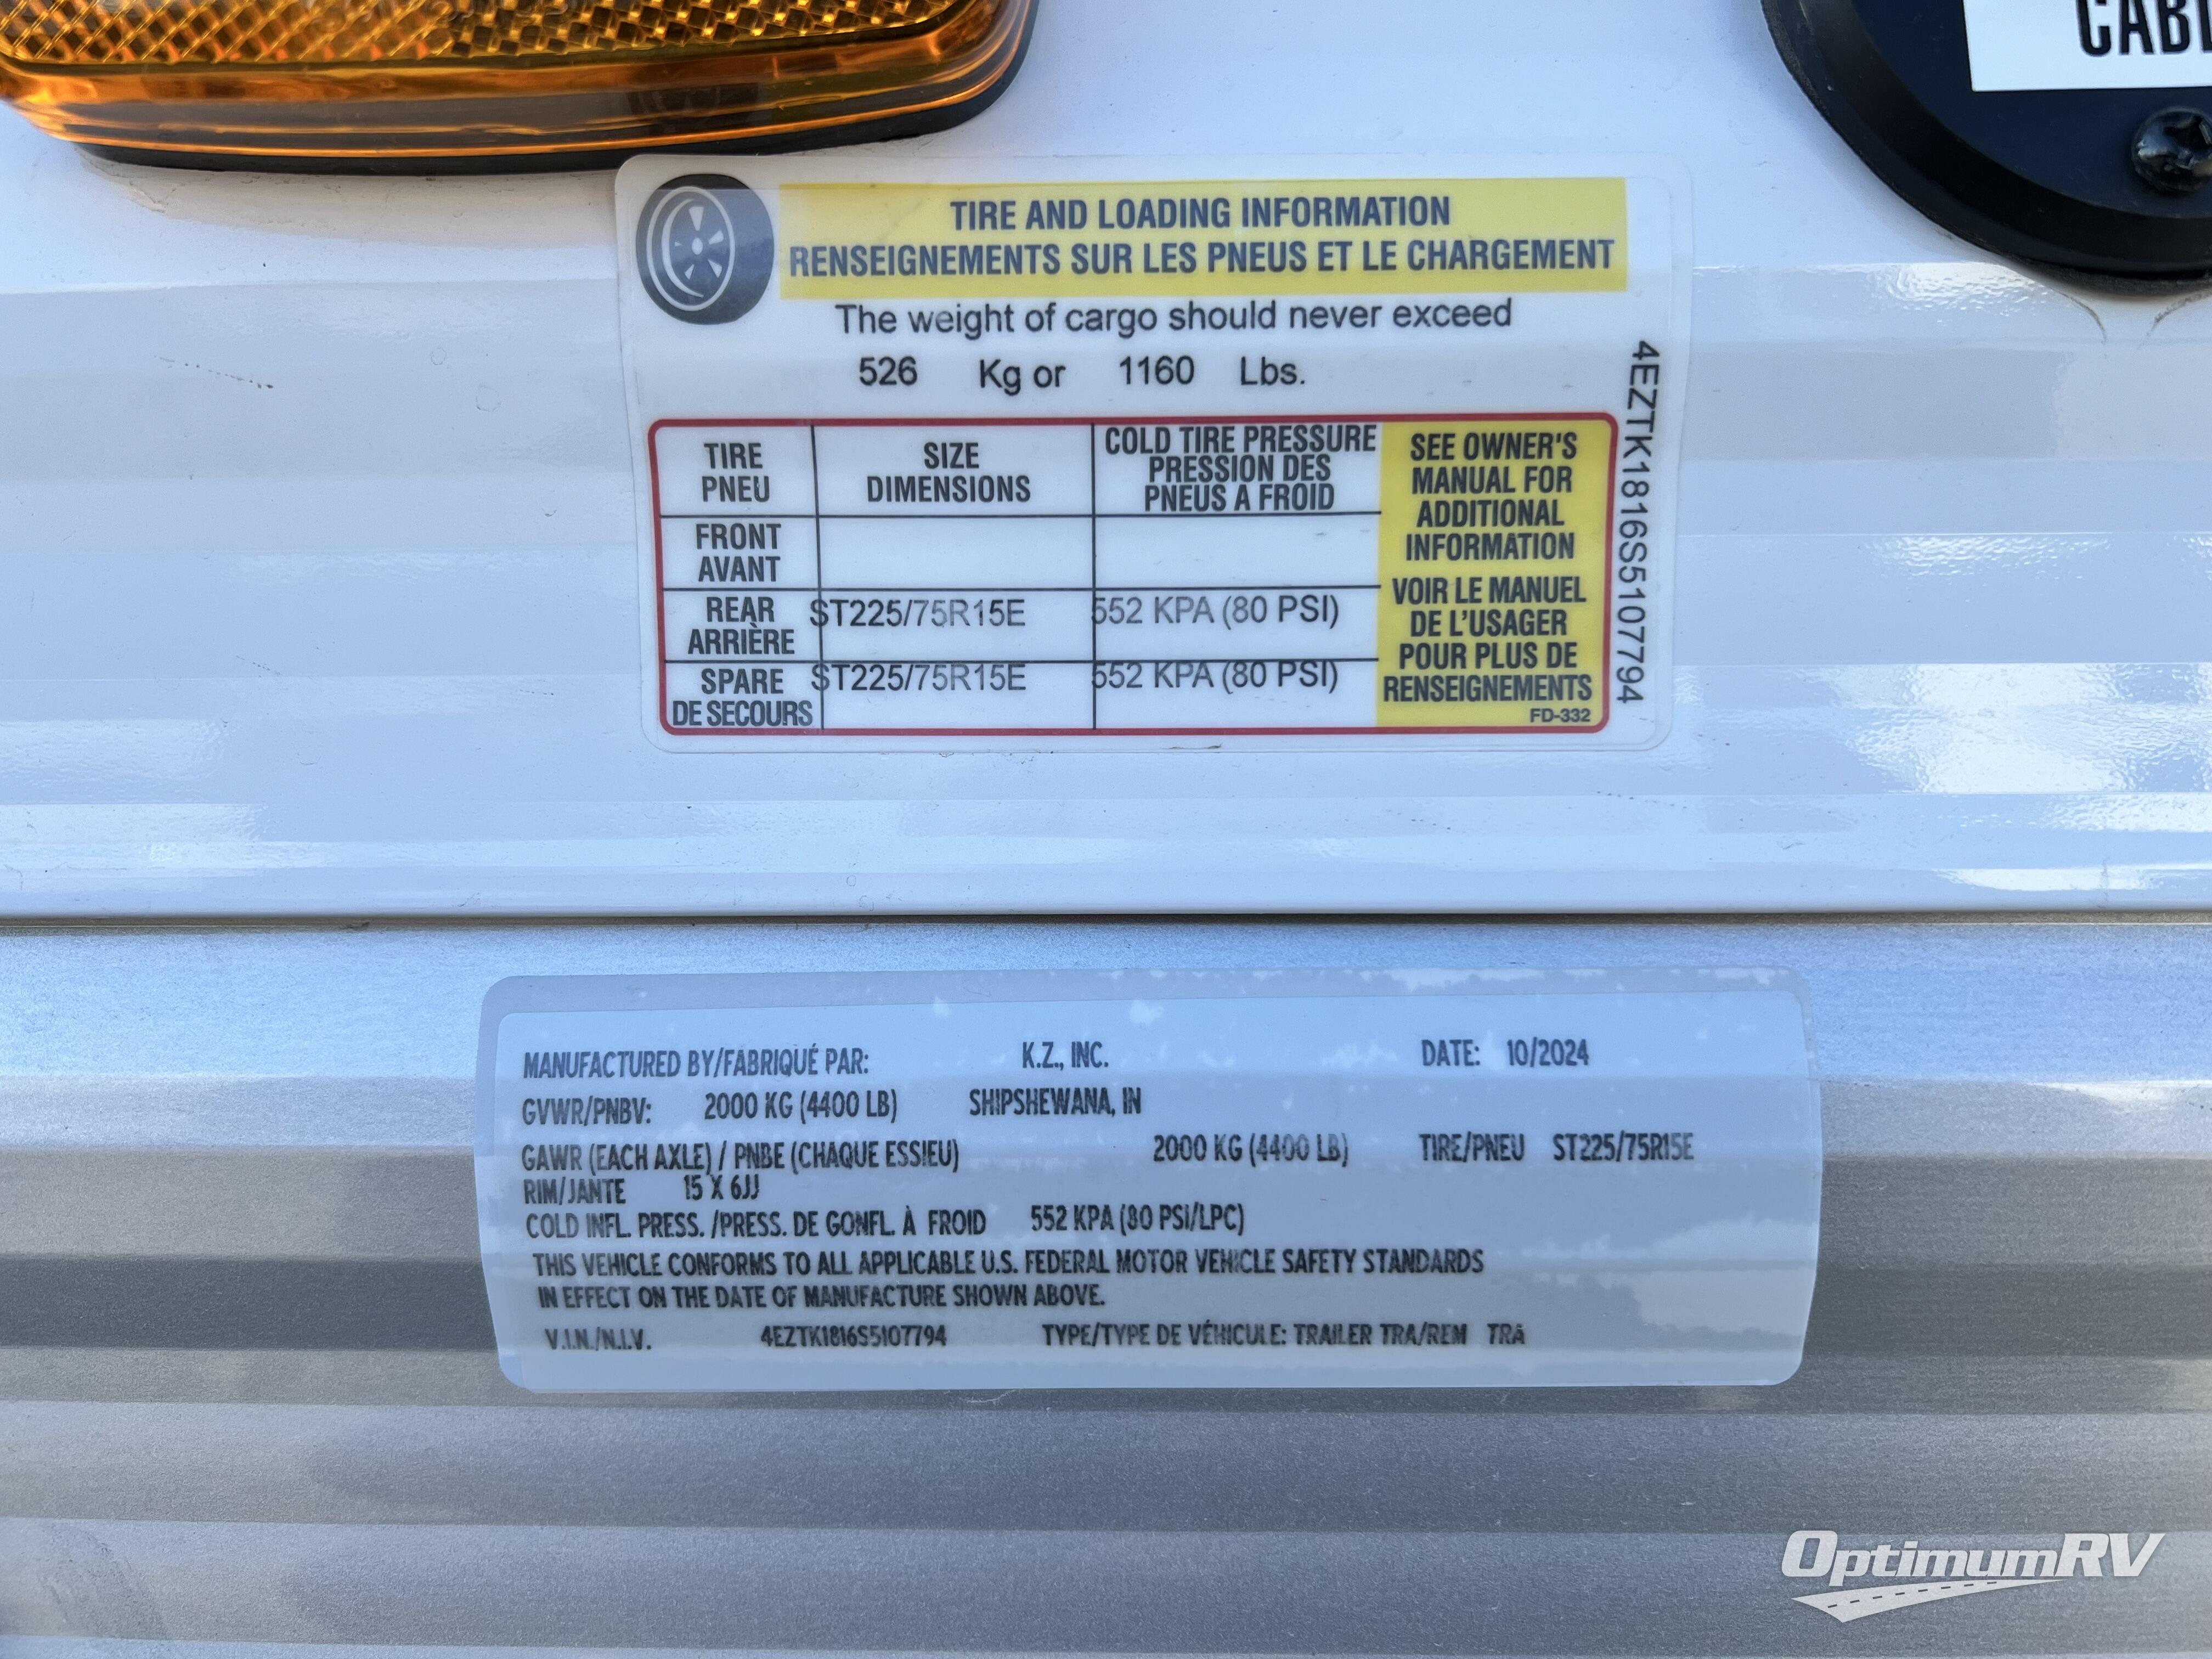 CABL
TIRE AND LOADING INFORMATION
RENSEIGNEMENTS SUR LES PNEUS ET LE CHARGEMENT
The weight of cargo should never exceed
526 Kg or 1160 Lbs.
TIRE
PNEU
SIZE
DIMENSIONS
COLD TIRE PRESSURE
PRESSION DES
PNEUS A FROID
FRONT
AVANT
REAR
ARRIÈRE
ST225/75R15E
552 KPA (80 PSI)
SPARE
DE SECOURS
ST225/75R15E
552 KPA (80 PSI)
SEE OWNER'S
MANUAL FOR
ADDITIONAL
INFORMATION
VOIR LE MANUEL
DE L'USAGER
POUR PLUS DE
RENSEIGNEMENTS
FD-332
4EZTK1816S5107794
MANUFACTURED BY/FABRIQUÉ PAR: K.Z., INC. DATE: 10/2024
GVWR/PNBV: 2000 KG (4400 LB) SHIPSHEWANA, IN
GAWR (EACH AXLE) / PNBE (CHAQUE ESSIEU) 2000 KG (4400 LB) TIRE/PNEU ST225/75R15E
RIM/JANTE 15 X 6JJ
COLD INFL. PRESS. /PRESS. DE GONFL. À FROID 552 KPA (80 PSI/LPC)
THIS VEHICLE CONFORMS TO ALL APPLICABLE U.S. FEDERAL MOTOR VEHICLE SAFETY STANDARDS
IN EFFECT ON THE DATE OF MANUFACTURE SHOWN ABOVE.
V.I.N./N.I.V. 4EZTK1816S5107794 TYPE/TYPE DE VÉHICULE: TRAILER TRA/REM TRA
OptimumRV